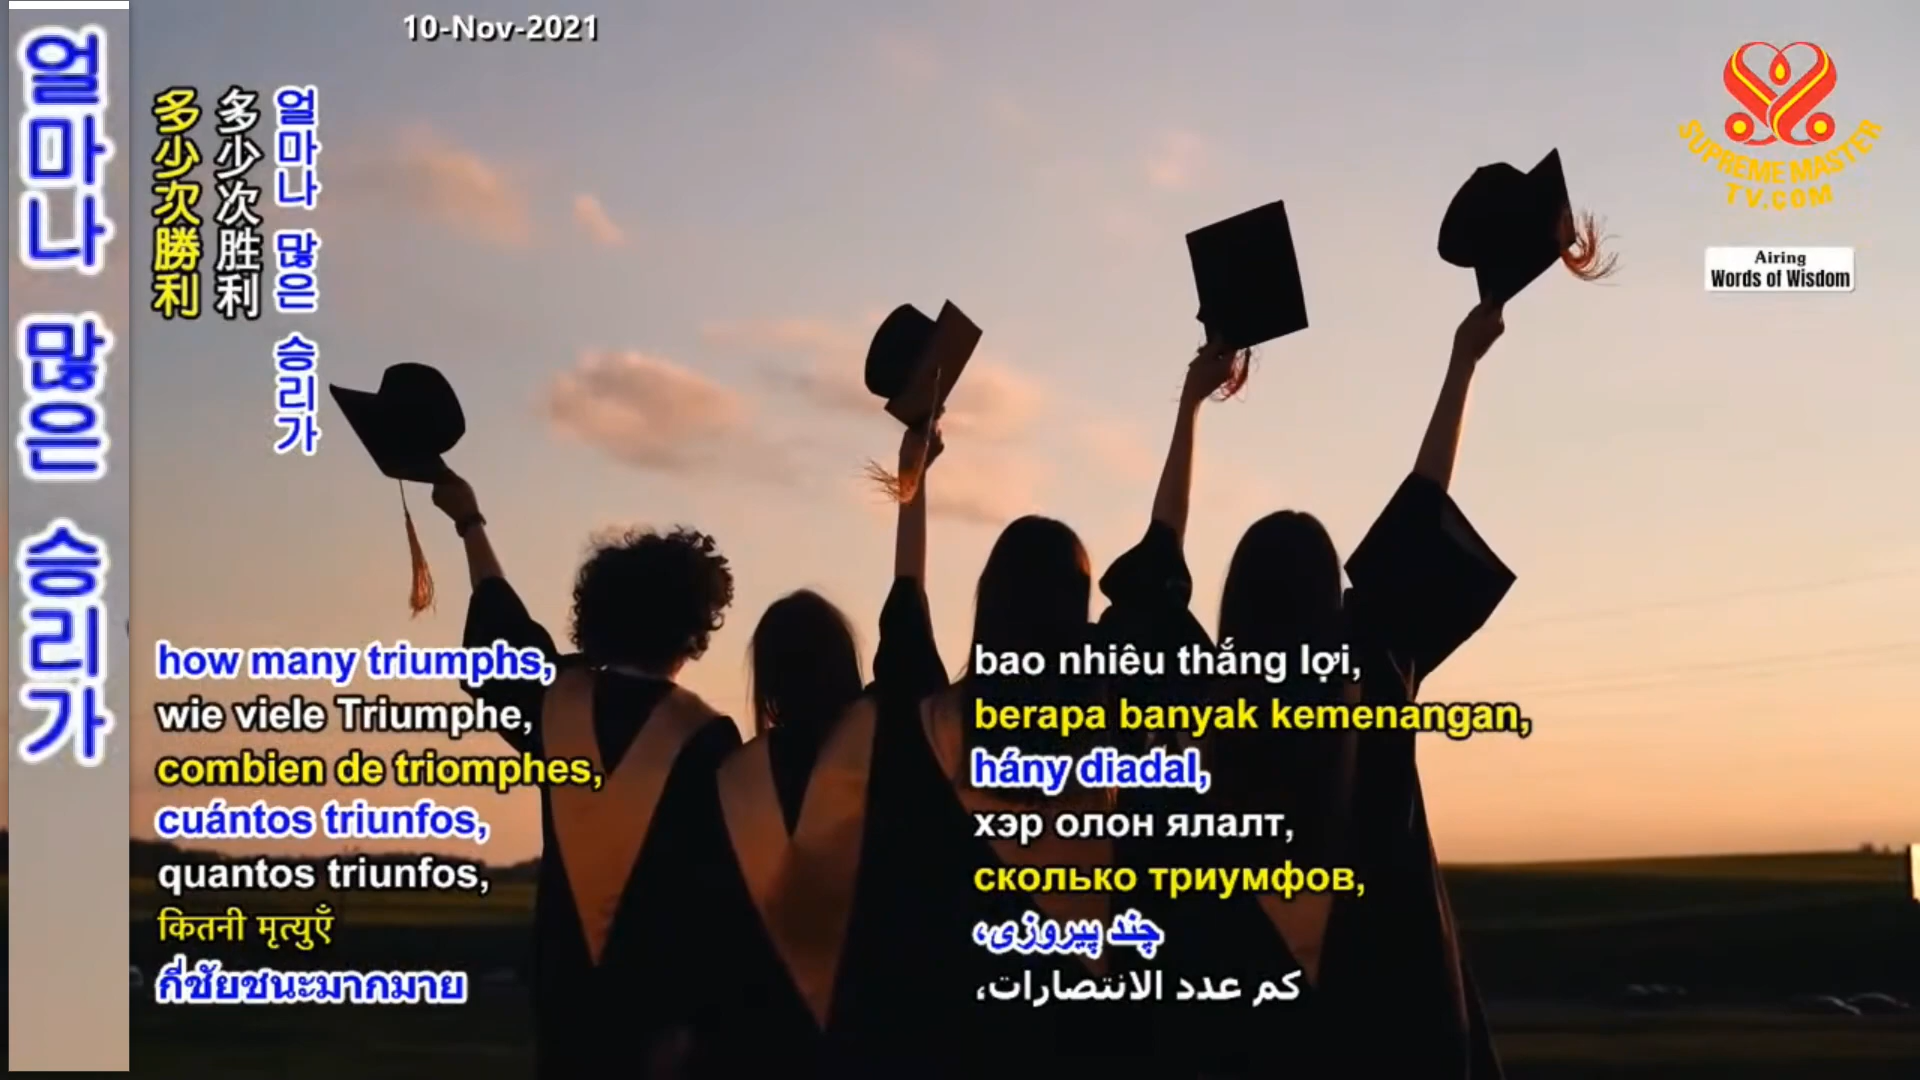 10-Nov-2021
얼마나 많은 승리가
多少次勝利
多少次胜利
얼마나 많은 승리가
SUPREME MASTER
TV.COM
Airing
Words of Wisdom
how many triumphs,
wie viele Triumphe,
combien de triomphes,
cuántos triunfos,
quantos triunfos,
कितनी मृत्युएँ
กี่ชัยชนะมากมาย
bao nhiêu thắng lợi,
berapa banyak kemenangan,
hány diadal,
хэр олон ялалт,
сколько триумфов,
چند پیروزی،
كم عدد الانتصارات،